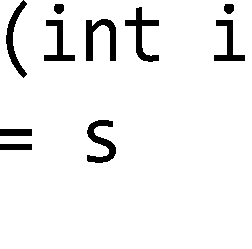 (int i
= s